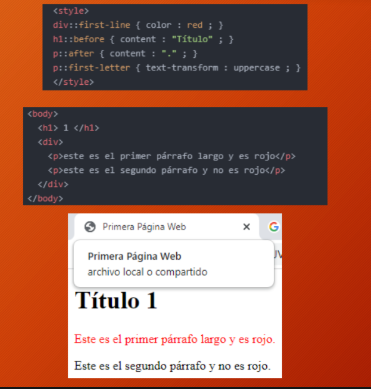 <style>
div::first-line { color : red ; }
h1::before { content : "Título" ; }
p::after { content : "." ; }
p::first-letter { text-transform : uppercase ; }
</style>
<body>
<h1> 1 </h1>
<div>
<p>este es el primer párrafo largo y es rojo</p>
<p>este es el segundo párrafo y no es rojo</p>
</div>
</body>
Primera Página Web
Primera Página Web
archivo local o compartido
Título 1
Este es el primer párrafo largo y es rojo.
Este es el segundo párrafo y no es rojo.